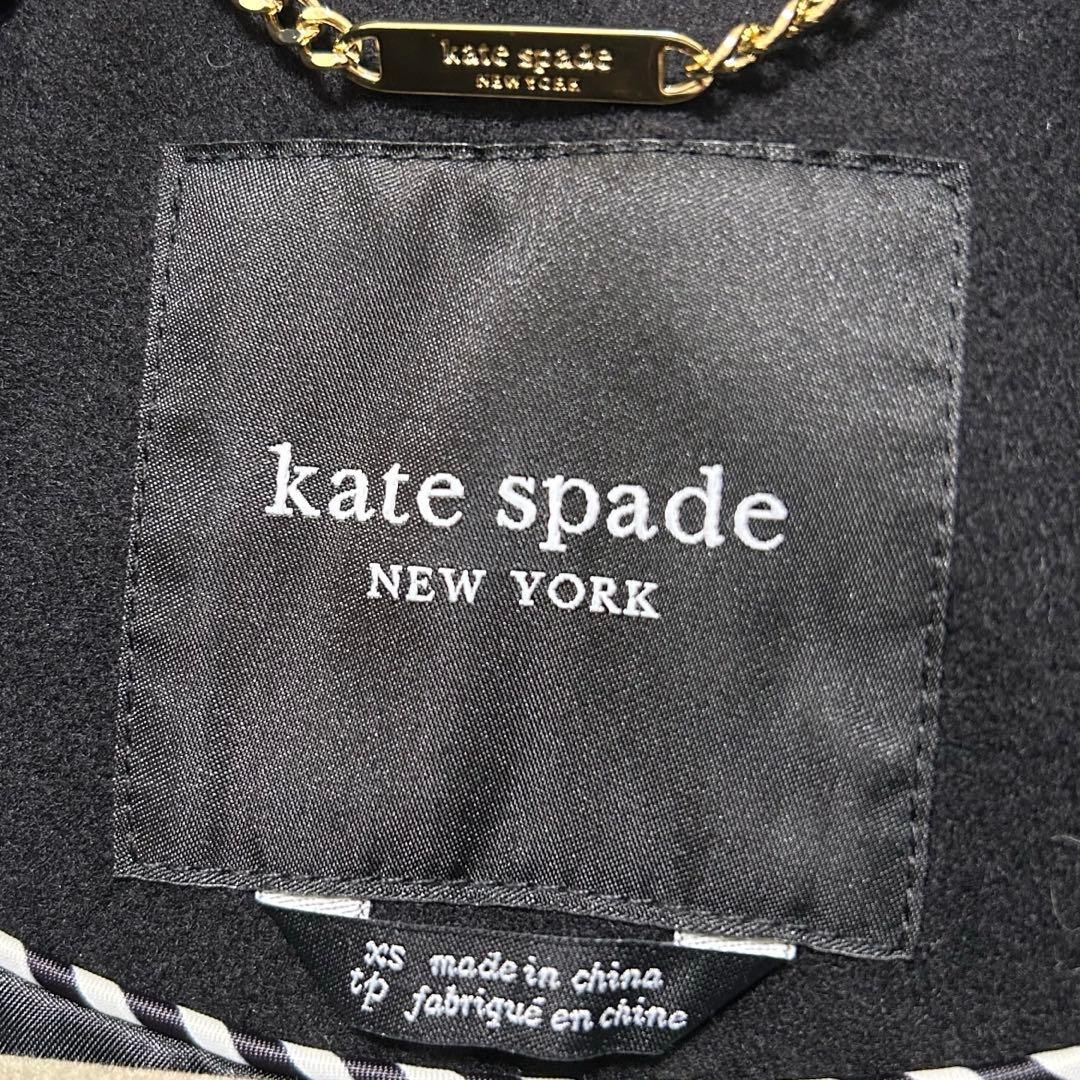 kate spade
NEW YORK
kate spade
NEW YORK
xs made in china
tp fabriqué en chine